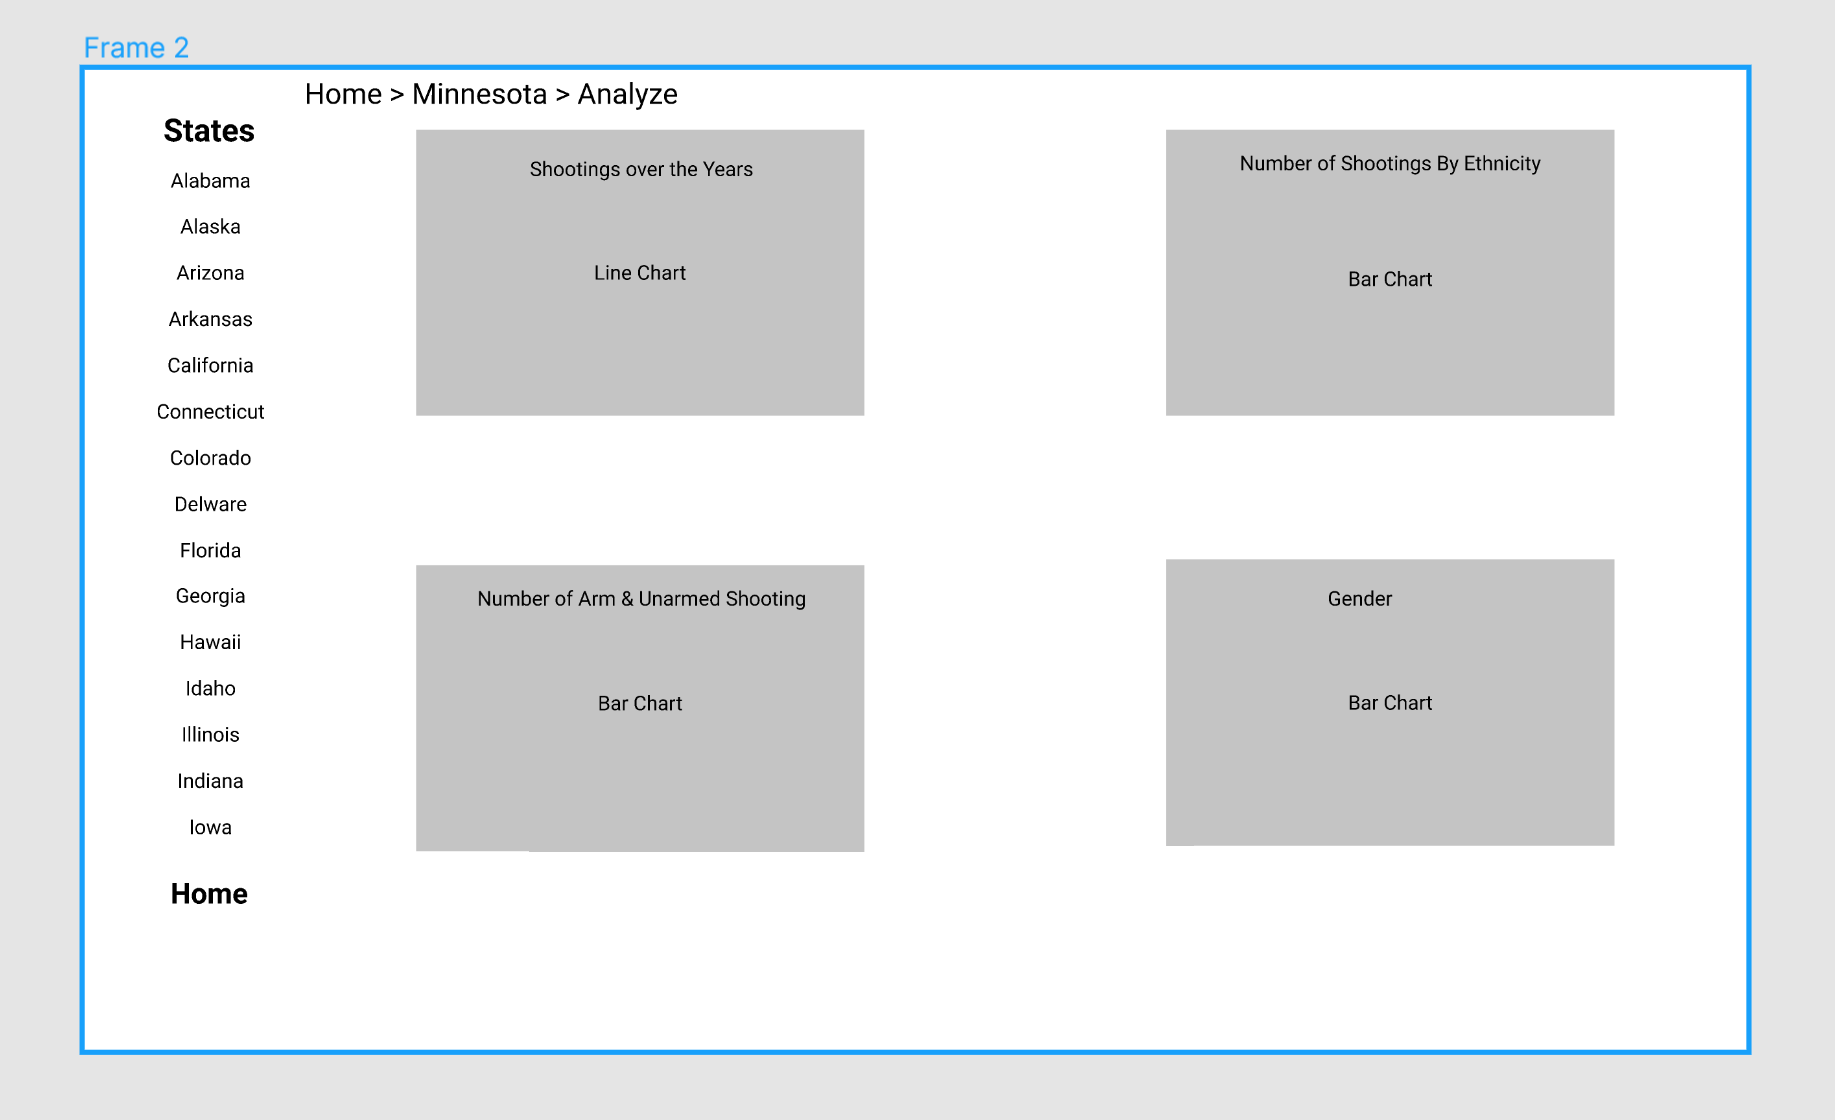 Frame 2
Home > Minnesota > Analyze
States
Alabama
Alaska
Arizona
Arkansas
California
Connecticut
Colorado
Delware
Florida
Georgia
Hawaii
Idaho
Illinois
Indiana
Iowa
Home
Shootings over the Years
Line Chart
Number of Shootings By Ethnicity
Bar Chart
Number of Arm & Unarmed Shooting
Bar Chart
Gender
Bar Chart